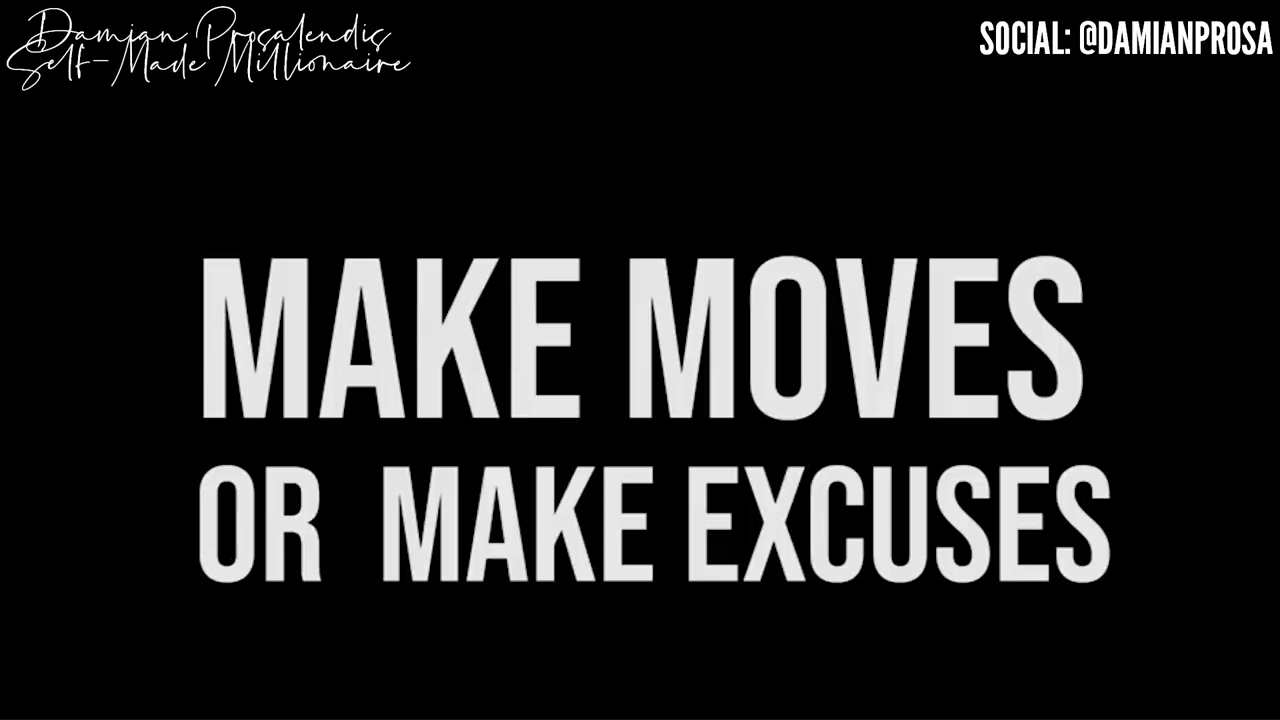 Damian Prosalendis
Self-Made Millionaire
SOCIAL: @DAMIANPROSA
MAKE MOVES
OR MAKE EXCUSES